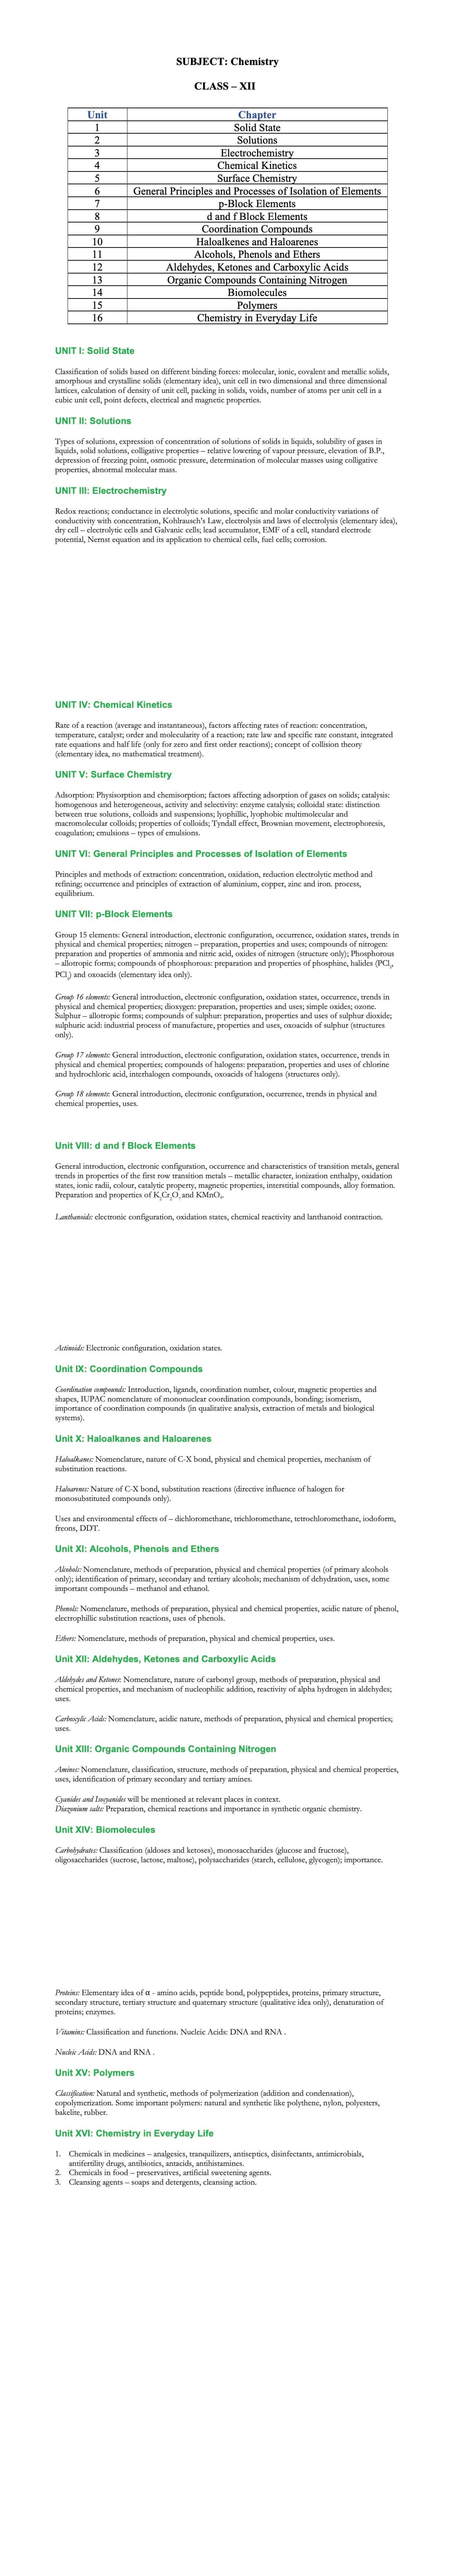 SUBJECT: Chemistry
CLASS – XII
Unit Chapter
1 Solid State
2 Solutions
3 Electrochemistry
4 Chemical Kinetics
5 Surface Chemistry
6 General Principles and Processes of Isolation of Elements
7 p-Block Elements
8 d and f Block Elements
9 Coordination Compounds
10 Haloalkenes and Haloarenes
11 Alcohols, Phenols and Ethers
12 Aldehydes, Ketones and Carboxylic Acids
13 Organic Compounds Containing Nitrogen
14 Biomolecules
15 Polymers
16 Chemistry in Everyday Life
UNIT I: Solid State
Classification of solids based on different binding forces: molecular, ionic, covalent and metallic solids,
amorphous and crystalline solids (elementary idea), unit cell in two dimensional and three dimensional
lattices, calculation of density of unit cell, packing in solids, voids, number of atoms per unit cell in a
cubic unit cell, point defects, electrical and magnetic properties.
UNIT II: Solutions
Types of solutions, expression of concentration of solutions of solids in liquids, solubility of gases in
liquids, solid solutions, colligative properties – relative lowering of vapour pressure, elevation of B.P.,
depression of freezing point, osmotic pressure, determination of molecular masses using colligative
properties, abnormal molecular mass.
UNIT III: Electrochemistry
Redox reactions; conductance in electrolytic solutions, specific and molar conductivity variations of
conductivity with concentration, Kohlrausch's Law, electrolysis and laws of electrolysis (elementary idea),
dry cell – electrolytic cells and Galvanic cells; lead accumulator, EMF of a cell, standard electrode
potential, Nernst equation and its application to chemical cells, fuel cells; corrosion.
UNIT IV: Chemical Kinetics
Rate of a reaction (average and instantaneous), factors affecting rates of reaction: concentration,
temperature, catalyst; order and molecularity of a reaction; rate law and specific rate constant, integrated
rate equations and half life (only for zero and first order reactions); concept of collision theory
(elementary idea, no mathematical treatment).
UNIT V: Surface Chemistry
Adsorption: Physisorption and chemisorption; factors affecting adsorption of gases on solids; catalysis:
homogenous and heterogeneous, activity and selectivity: enzyme catalysis; colloidal state: distinction
between true solutions, colloids and suspensions; lyophillic, lyophobic multimolecular and
macromolecular colloids; properties of colloids; Tyndall effect, Brownian movement, electrophoresis,
coagulation; emulsions – types of emulsions.
UNIT VI: General Principles and Processes of Isolation of Elements
Principles and methods of extraction: concentration, oxidation, reduction electrolytic method and
refining; occurrence and principles of extraction of aluminium, copper, zinc and iron. process,
equilibrium.
UNIT VII: p-Block Elements
Group 15 elements: General introduction, electronic configuration, occurrence, oxidation states, trends in
physical and chemical properties; nitrogen – preparation, properties and uses; compounds of nitrogen:
preparation and properties of ammonia and nitric acid, oxides of nitrogen (structure only); Phosphorous
– allotropic forms; compounds of phosphorous: preparation and properties of phosphine, halides (PCl3,
PCl5) and oxoacids (elementary idea only).
Group 16 elements: General introduction, electronic configuration, oxidation states, occurrence, trends in
physical and chemical properties; dioxygen: preparation, properties and uses; simple oxides; ozone.
Sulphur – allotropic forms; compounds of sulphur: preparation, properties and uses of sulphur dioxide;
sulphuric acid: industrial process of manufacture, properties and uses, oxoacids of sulphur (structures
only).
Group 17 elements: General introduction, electronic configuration, oxidation states, occurrence, trends in
physical and chemical properties; compounds of halogens: preparation, properties and uses of chlorine
and hydrochloric acid, interhalogen compounds, oxoacids of halogens (structures only).
Group 18 elements: General introduction, electronic configuration, occurrence, trends in physical and
chemical properties, uses.
Unit VIII: d and f Block Elements
General introduction, electronic configuration, occurrence and characteristics of transition metals, general
trends in properties of the first row transition metals – metallic character, ionization enthalpy, oxidation
states, ionic radii, colour, catalytic property, magnetic properties, interstitial compounds, alloy formation.
Preparation and properties of K2Cr2O7 and KMnO4.
Lanthanoids: electronic configuration, oxidation states, chemical reactivity and lanthanoid contraction.
Actinoids: Electronic configuration, oxidation states.
Unit IX: Coordination Compounds
Coordination compounds: Introduction, ligands, coordination number, colour, magnetic properties and
shapes, IUPAC nomenclature of mononuclear coordination compounds, bonding; isomerism,
importance of coordination compounds (in qualitative analysis, extraction of metals and biological
systems).
Unit X: Haloalkanes and Haloarenes
Haloalkanes: Nomenclature, nature of C-X bond, physical and chemical properties, mechanism of
substitution reactions.
Haloarenes: Nature of C-X bond, substitution reactions (directive influence of halogen for
monosubstituted compounds only).
Uses and environmental effects of – dichloromethane, trichloromethane, tetrochloromethane, iodoform,
freons, DDT.
Unit XI: Alcohols, Phenols and Ethers
Alcohols: Nomenclature, methods of preparation, physical and chemical properties (of primary alcohols
only); identification of primary, secondary and tertiary alcohols; mechanism of dehydration, uses, some
important compounds – methanol and ethanol.
Phenols: Nomenclature, methods of preparation, physical and chemical properties, acidic nature of phenol,
electrophillic substitution reactions, uses of phenols.
Ethers: Nomenclature, methods of preparation, physical and chemical properties, uses.
Unit XII: Aldehydes, Ketones and Carboxylic Acids
Aldehydes and Ketones: Nomenclature, nature of carbonyl group, methods of preparation, physical and
chemical properties, and mechanism of nucleophilic addition, reactivity of alpha hydrogen in aldehydes;
uses.
Carboxylic Acids: Nomenclature, acidic nature, methods of preparation, physical and chemical properties;
uses.
Unit XIII: Organic Compounds Containing Nitrogen
Amines: Nomenclature, classification, structure, methods of preparation, physical and chemical properties,
uses, identification of primary secondary and tertiary amines.
Cyanides and Isocyanides will be mentioned at relevant places in context.
Diazonium salts: Preparation, chemical reactions and importance in synthetic organic chemistry.
Unit XIV: Biomolecules
Carbohydrates: Classification (aldoses and ketoses), monosaccharides (glucose and fructose),
oligosaccharides (sucrose, lactose, maltose), polysaccharides (starch, cellulose, glycogen); importance.
Proteins: Elementary idea of α - amino acids, peptide bond, polypeptides, proteins, primary structure,
secondary structure, tertiary structure and quaternary structure (qualitative idea only), denaturation of
proteins; enzymes.
Vitamins: Classification and functions. Nucleic Acids: DNA and RNA .
Nucleic Acids: DNA and RNA .
Unit XV: Polymers
Classification: Natural and synthetic, methods of polymerization (addition and condensation),
copolymerization. Some important polymers: natural and synthetic like polythene, nylon, polyesters,
bakelite, rubber.
Unit XVI: Chemistry in Everyday Life
1. Chemicals in medicines – analgesics, tranquilizers, antiseptics, disinfectants, antimicrobials,
antifertility drugs, antibiotics, antacids, antihistamines.
2. Chemicals in food – preservatives, artificial sweetening agents.
3. Cleansing agents – soaps and detergents, cleansing action.